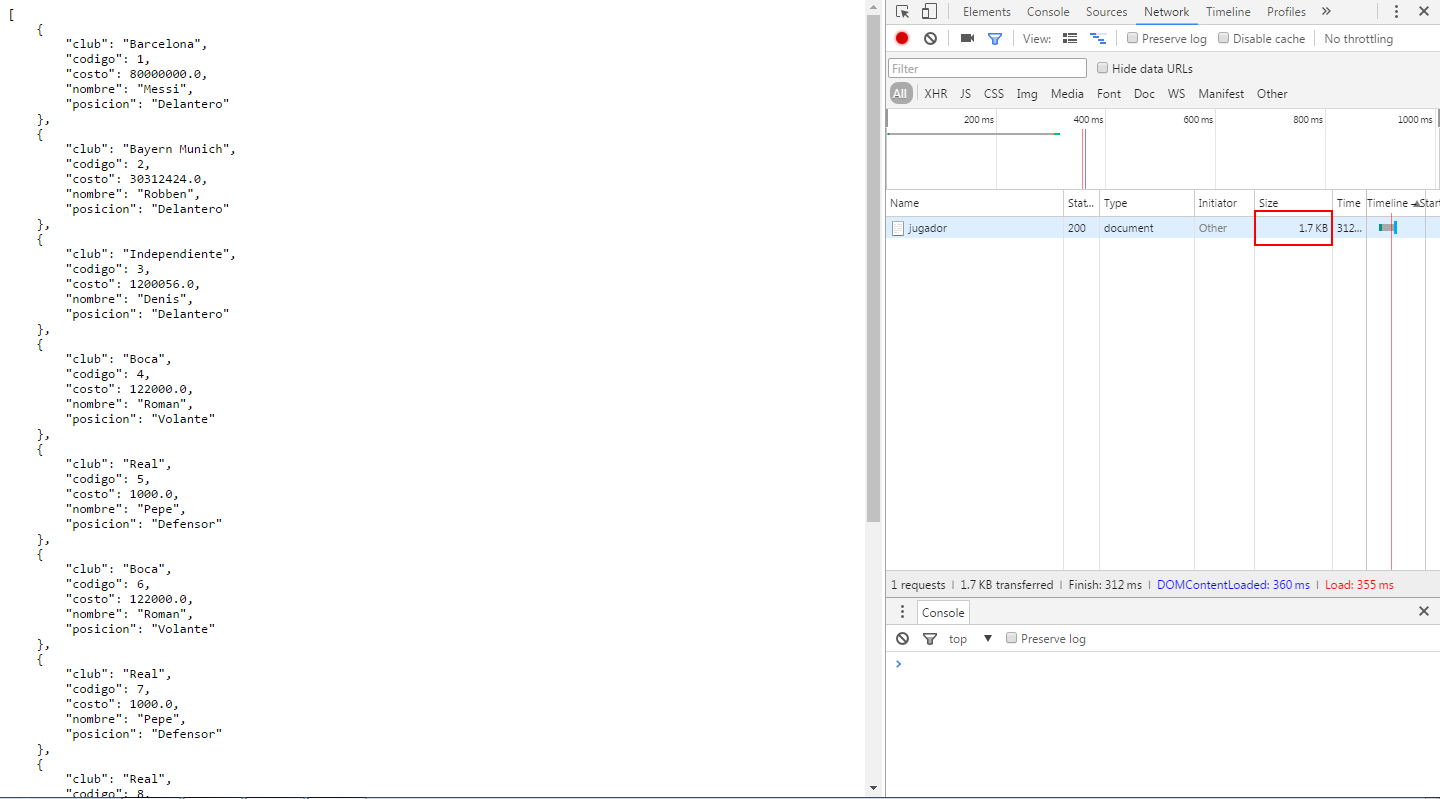 [
{
"club": "Barcelona",
"codigo": 1,
"costo": 80000000.0,
"nombre": "Messi",
"posicion": "Delantero"
},
{
"club": "Bayern Munich",
"codigo": 2,
"costo": 30312424.0,
"nombre": "Robben",
"posicion": "Delantero"
},
{
"club": "Independiente",
"codigo": 3,
"costo": 1200056.0,
"nombre": "Denis",
"posicion": "Delantero"
},
{
"club": "Boca",
"codigo": 4,
"costo": 122000.0,
"nombre": "Roman",
"posicion": "Volante"
},
{
"club": "Real",
"codigo": 5,
"costo": 1000.0,
"nombre": "Pepe",
"posicion": "Defensor"
},
{
"club": "Boca",
"codigo": 6,
"costo": 122000.0,
"nombre": "Roman",
"posicion": "Volante"
},
{
"club": "Real",
"codigo": 7,
"costo": 1000.0,
"nombre": "Pepe",
"posicion": "Defensor"
},
{
"club": "Real",
"codigo": 8,
Elements Console Sources Network Timeline Profiles »
View: Preserve log Disable cache No throttling
Filter Hide data URLs
All XHR JS CSS Img Media Font Doc WS Manifest Other
200 ms 400 ms 600 ms 800 ms 1000 ms
Name Stat... Type Initiator Size Time Timeline – Start
jugador 200 document Other 1.7 KB 312...
1 requests | 1.7 KB transferred | Finish: 312 ms | DOMContentLoaded: 360 ms | Load: 355 ms
Console
top ▼ Preserve log
>